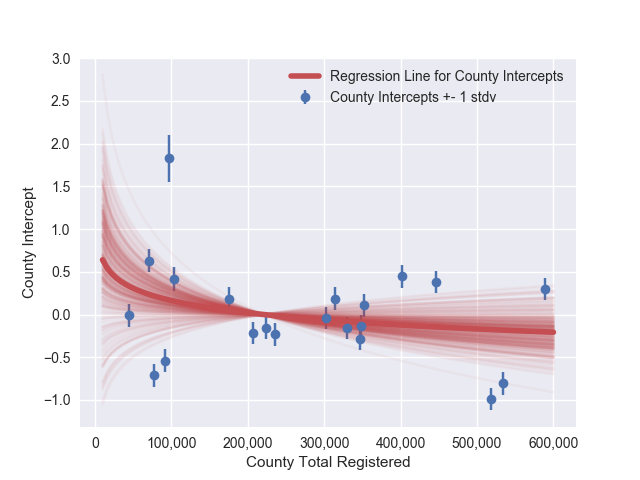 3.0
2.5
2.0
1.5
1.0
0.5
0.0
−0.5
−1.0
County Intercept
Regression Line for County Intercepts
County Intercepts +- 1 stdv
0 100,000 200,000 300,000 400,000 500,000 600,000
County Total Registered